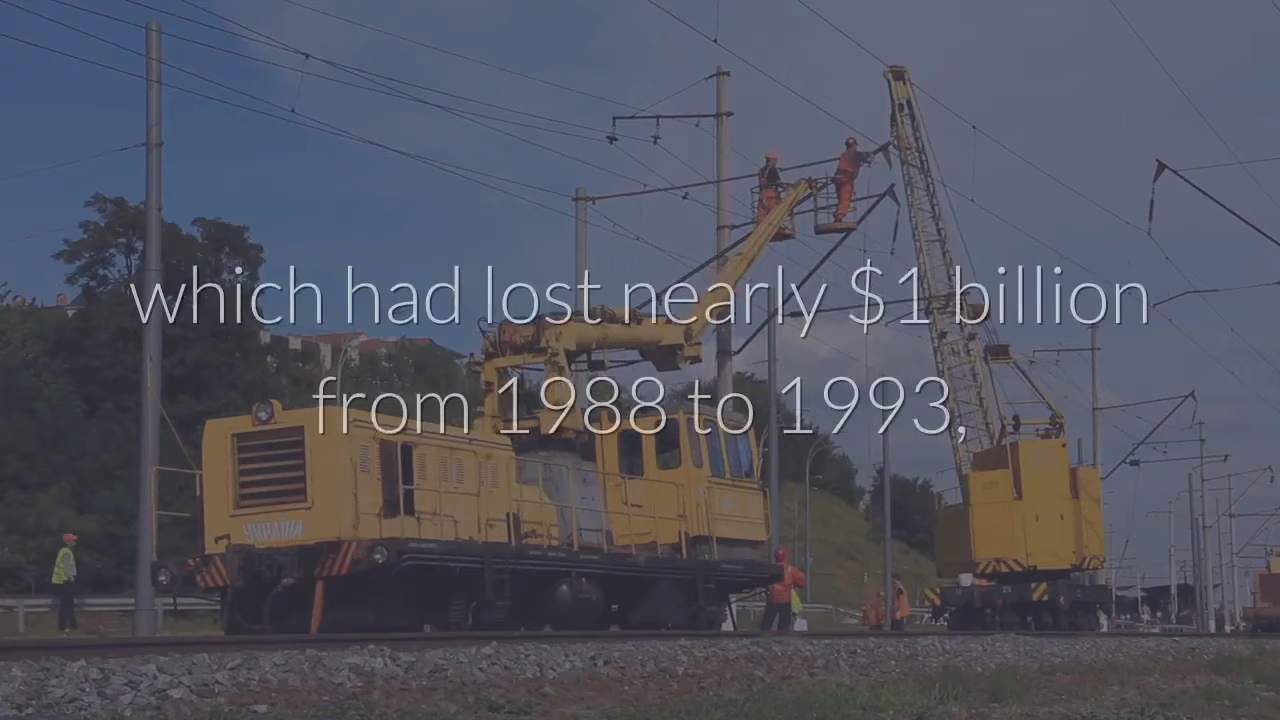 which had lost nearly $1 billion
from 1988 to 1993,